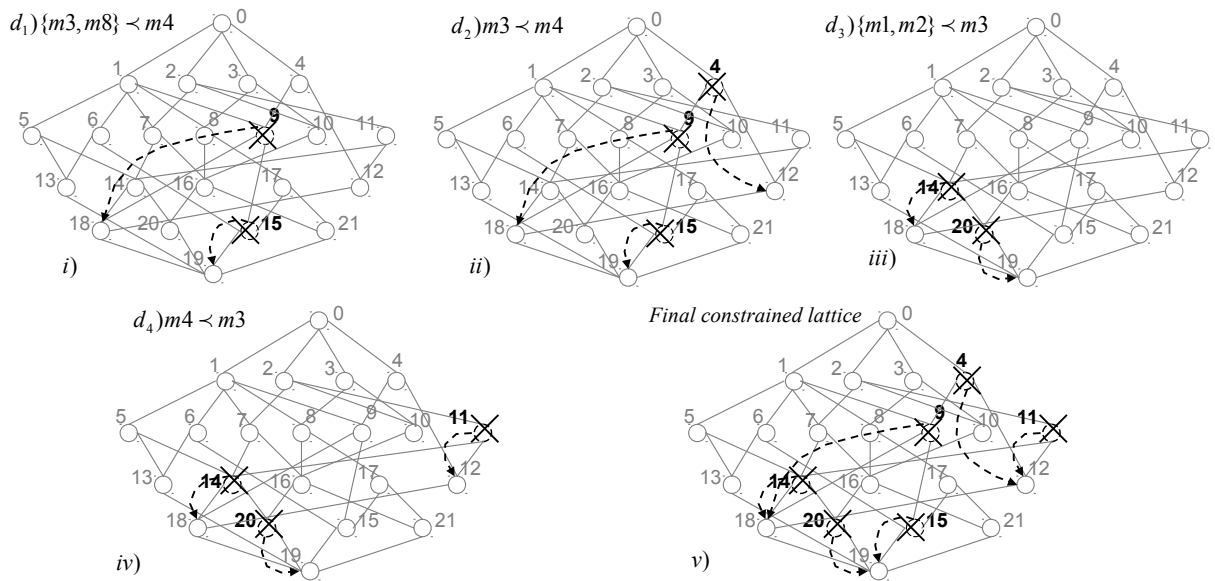 d₁){m3, m8} ≺ m4
0
1 2 3 4
5 6 7 8 9 10 11
13 14 16 17 12
18 20 15 21
19
i)
d₂)m3 ≺ m4
0
1 2 3 4
5 6 7 8 9 10 11
13 14 16 17 12
18 20 15 21
19
ii)
d₃){m1, m2} ≺ m3
0
1 2 3 4
5 6 7 8 9 10 11
13 14 16 17 12
18 20 15 21
19
iii)
d₄)m4 ≺ m3
0
1 2 3 4
5 6 7 8 9 10 11
13 14 16 17 12
18 20 15 21
19
iv)
Final constrained lattice
0
1 2 3 4
5 6 7 8 9 10 11
13 14 16 17 12
18 20 15 21
19
v)